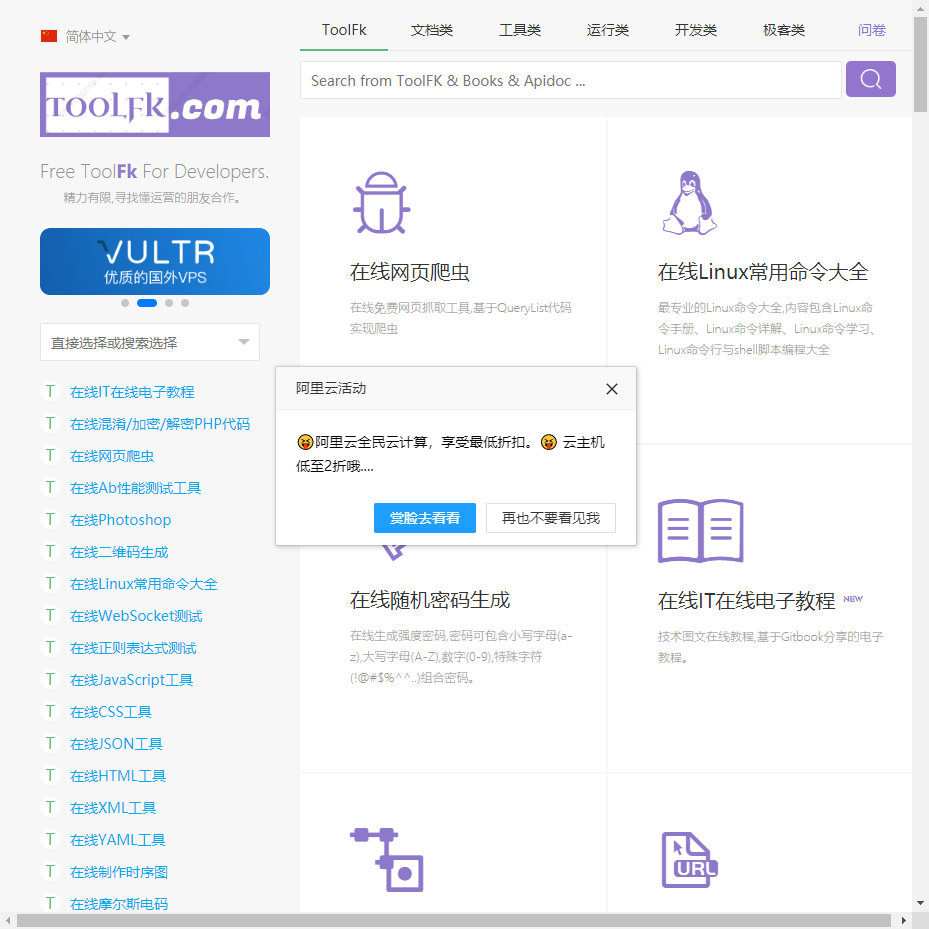 简体中文
TOOLFK.com
Free ToolFk For Developers.
精力有限,寻找懂运营的朋友合作。
VULTR
优质的国外VPS
直接选择或搜索选择
T 在线IT在线电子教程
T 在线混淆/加密/解密PHP代码
T 在线网页爬虫
T 在线Ab性能测试工具
T 在线Photoshop
T 在线二维码生成
T 在线Linux常用命令大全
T 在线WebSocket测试
T 在线正则表达式测试
T 在线JavaScript工具
T 在线CSS工具
T 在线JSON工具
T 在线HTML工具
T 在线XML工具
T 在线YAML工具
T 在线制作时序图
T 在线摩尔斯电码
ToolFk 文档类 工具类 运行类 开发类 极客类 问卷
Search from ToolFK & Books & Apidoc ...
在线网页爬虫
在线免费网页抓取工具,基于QueryList代码
实现爬虫
在线Linux常用命令大全
最专业的Linux命令大全,内容包含Linux命
令手册、Linux命令详解、Linux命令学习、
Linux命令行与shell脚本编程大全
阿里云活动
😝阿里云全民云计算，享受最低折扣。😝 云主机
低至2折哦....
赏脸去看看 再也不要看见我
在线随机密码生成
在线生成强度密码,密码可包含小写字母(a-
z),大写字母(A-Z),数字(0-9),特殊字符
(!@#$%^^..)组合密码。
在线IT在线电子教程 NEW
技术图文在线教程,基于Gitbook分享的电子
教程。
URL